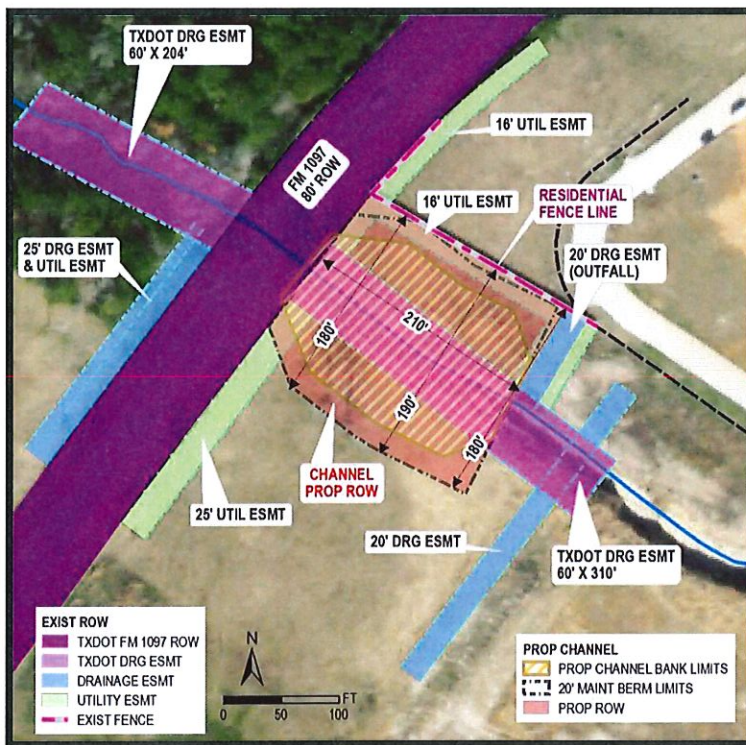 TXDOT DRG ESMT
60' X 204'
16' UTIL ESMT
FM 1097
80' ROW
16' UTIL ESMT
RESIDENTIAL
FENCE LINE
25' DRG ESMT
& UTIL ESMT
20' DRG ESMT
(OUTFALL)
210'
180'
190'
180'
CHANNEL
PROP ROW
25' UTIL ESMT
20' DRG ESMT
TXDOT DRG ESMT
60' X 310'
EXIST ROW
TXDOT FM 1097 ROW
TXDOT DRG ESMT
DRAINAGE ESMT
UTILITY ESMT
EXIST FENCE
N
FT
0 50 100
PROP CHANNEL
PROP CHANNEL BANK LIMITS
20' MAINT BERM LIMITS
PROP ROW